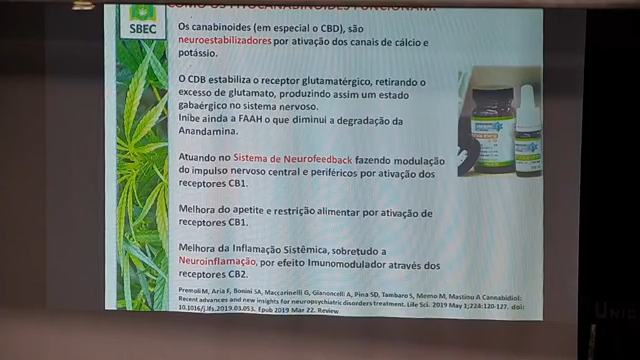 COMO OS FITOCANABINOIDES FUNCIONAM?
SBEC
Os canabinoides (em especial o CBD), são
neuroestabilizadores por ativação dos canais de cálcio e
potássio.
O CDB estabiliza o receptor glutamatérgico, retirando o
excesso de glutamato, produzindo assim um estado
gabaérgico no sistema nervoso.
Inibe ainda a FAAH o que diminui a degradação da
Anandamina.
Atuando no Sistema de Neurofeedback fazendo modulação
do impulso nervoso central e periféricos por ativação dos
receptores CB1.
Melhora do apetite e restrição alimentar por ativação de
receptores CB1.
Melhora da Inflamação Sistêmica, sobretudo a
Neuroinflamação, por efeito Imunomodulador através dos
receptores CB2.
Premoli M, Aria F, Bonini SA, Maccarinelli G, Gianoncelli A, Pina SD, Tambaro S, Memo M, Mastinu A Cannabidiol:
Recent advances and new insights for neuropsychiatric disorders treatment. Life Sci. 2019 May 1;224:120-127. doi:
10.1016/j.lfs.2019.03.053. Epub 2019 Mar 22. Review